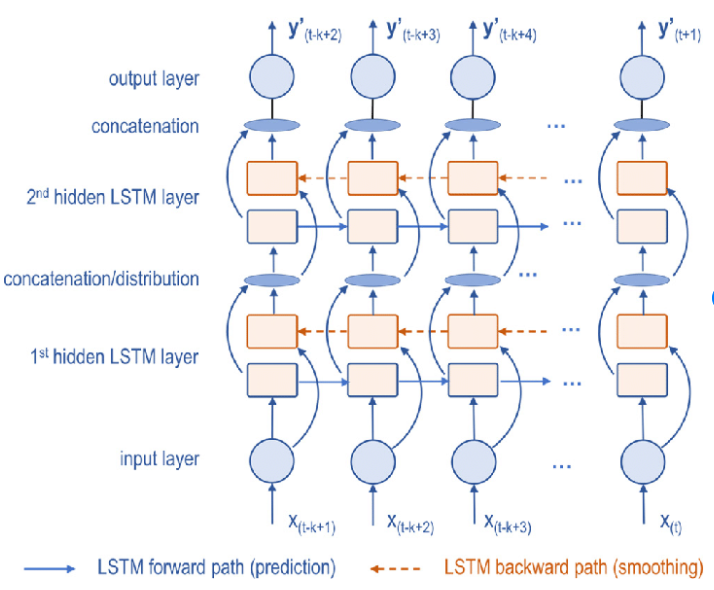 y'(t-k+2) y'(t-k+3) y'(t-k+4) y'(t+1)
output layer
concatenation
...
2nd hidden LSTM layer
...
...
concatenation/distribution
...
1st hidden LSTM layer
...
...
input layer
...
x(t-k+1) x(t-k+2) x(t-k+3) x(t)
LSTM forward path (prediction) LSTM backward path (smoothing)